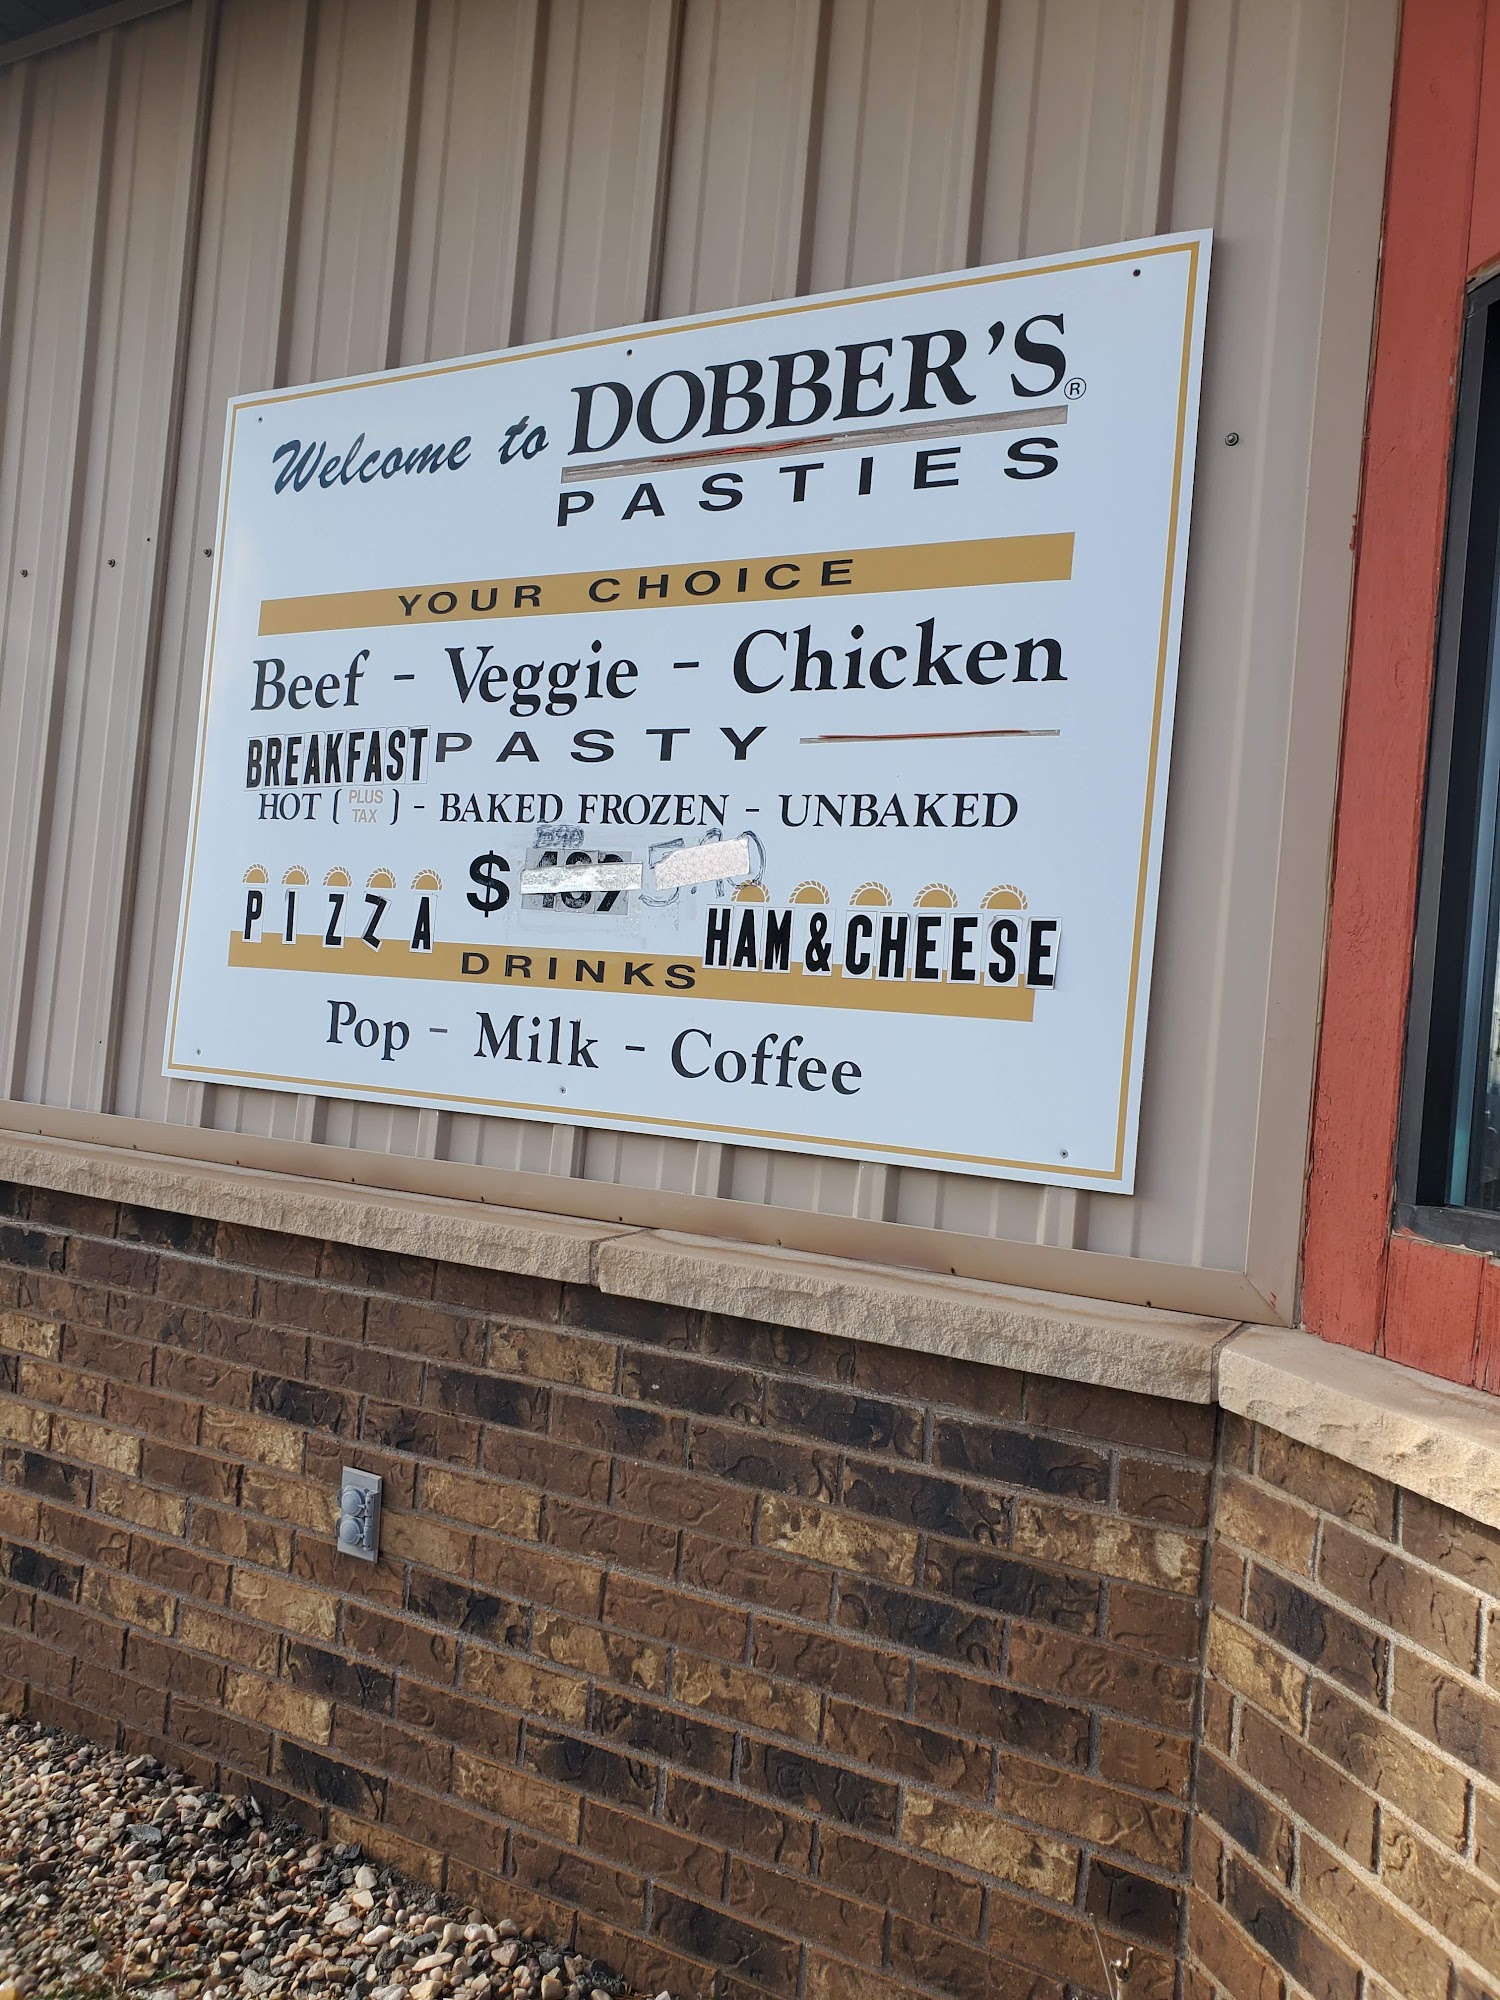 Welcome to DOBBER'S®
PASTIES
YOUR CHOICE
Beef - Veggie - Chicken
BREAKFAST PASTY
HOT (PLUS TAX) - BAKED FROZEN - UNBAKED
$
PIZZA HAM & CHEESE
DRINKS
Pop - Milk - Coffee